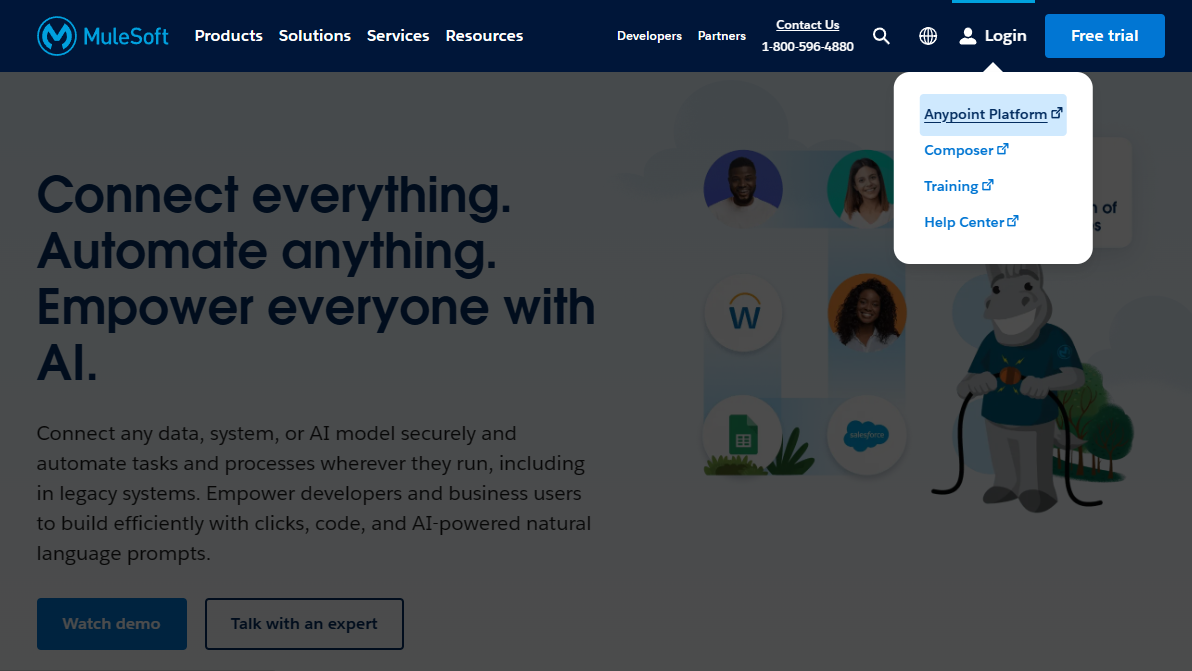 MuleSoft
Products Solutions Services Resources
Developers Partners
Contact Us
1-800-596-4880
Login
Free trial
Anypoint Platform
Composer
Training
Help Center
of
s
Connect everything.
Automate anything.
Empower everyone with
AI.
Connect any data, system, or AI model securely and
automate tasks and processes wherever they run, including
in legacy systems. Empower developers and business users
to build efficiently with clicks, code, and AI-powered natural
language prompts.
Watch demo
Talk with an expert
W
salesforce